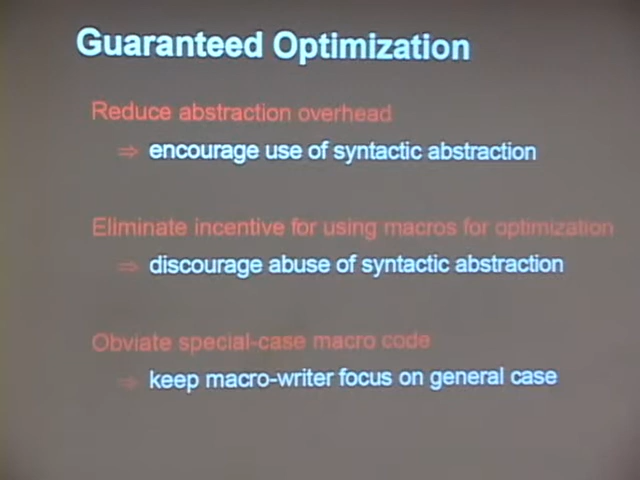 Guaranteed Optimization
Reduce abstraction overhead
⇒ encourage use of syntactic abstraction
Eliminate incentive for using macros for optimization
⇒ discourage abuse of syntactic abstraction
Obviate special-case macro code
⇒ keep macro-writer focus on general case